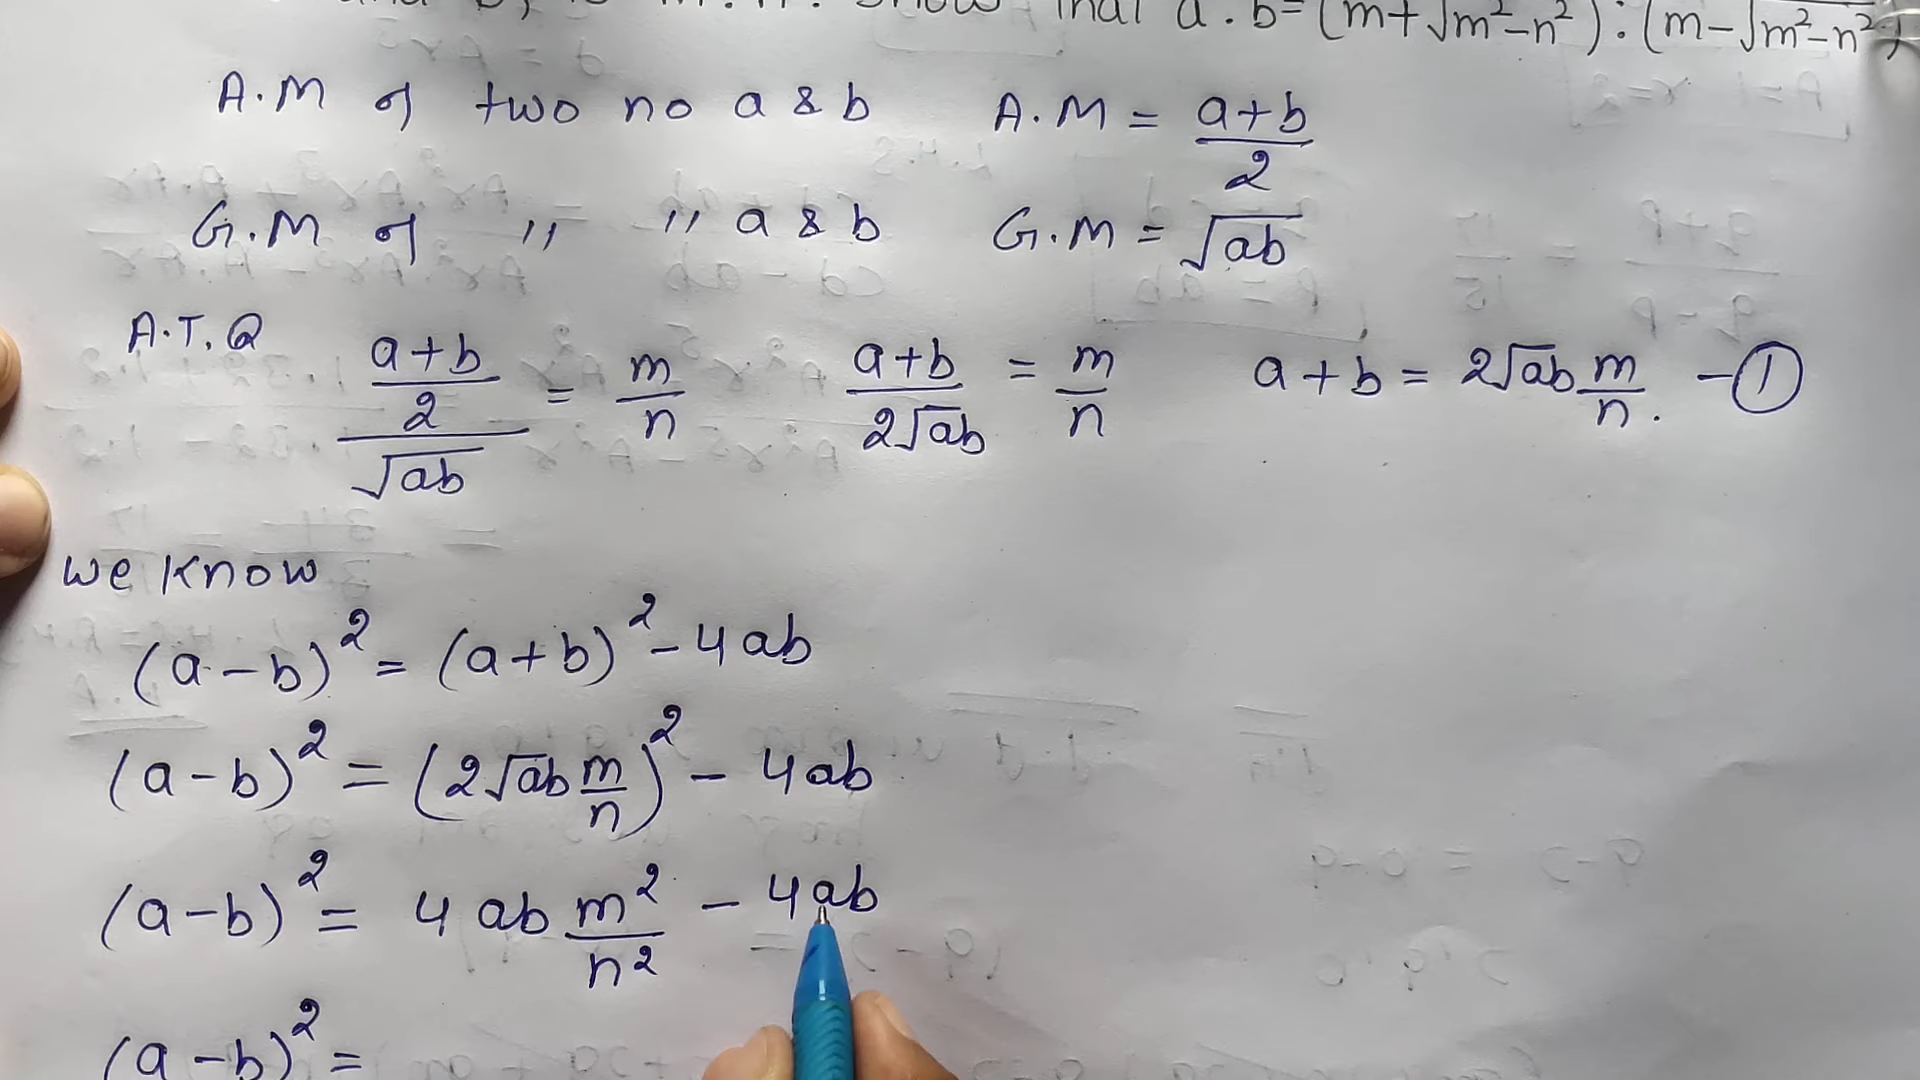 Show that a:b=(m+√m²-n²):(m-√m²-n²)
A.M of two no a & b A.M = a+b/2
G.M of " " a & b G.M = √ab
A.T.Q a+b/2/√ab = m/n a+b/2√ab = m/n a+b = 2√ab m/n. -①
we know
(a-b)² = (a+b)² - 4ab
(a-b)² = (2√ab m/n)² - 4ab
(a-b)² = 4ab m²/n² - 4ab
(a-b)² =